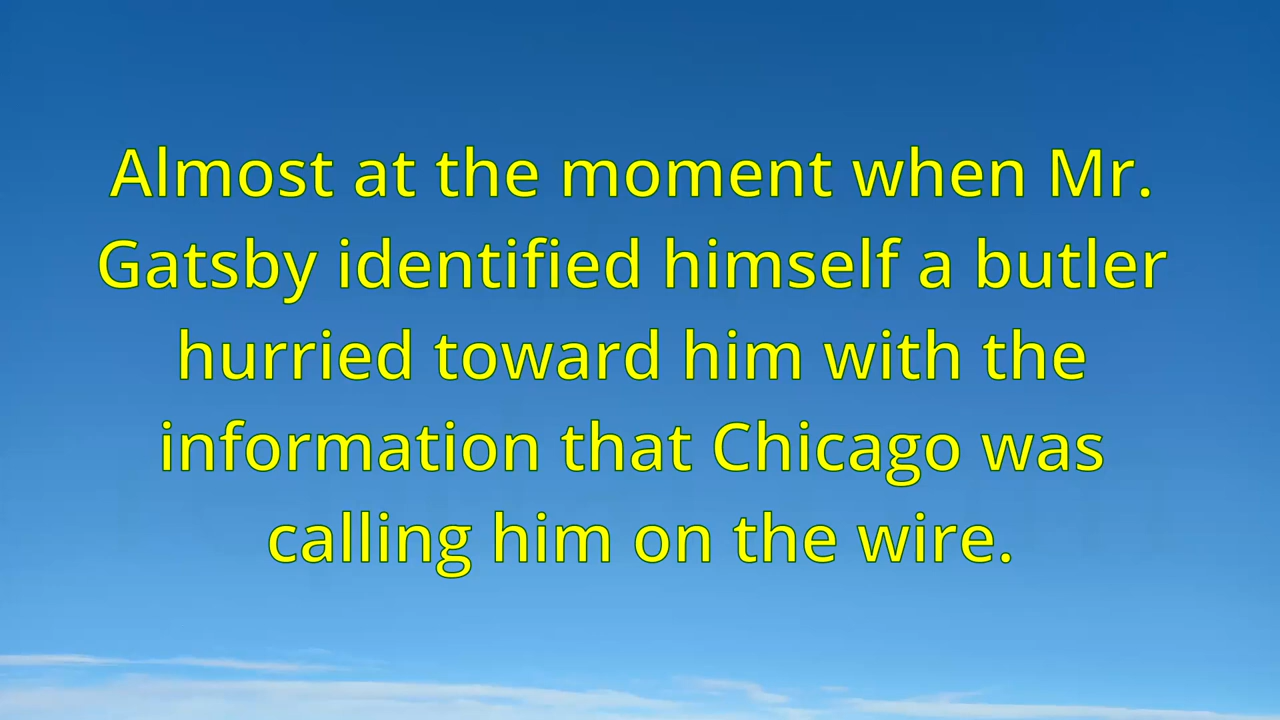 Almost at the moment when Mr.
Gatsby identified himself a butler
hurried toward him with the
information that Chicago was
calling him on the wire.